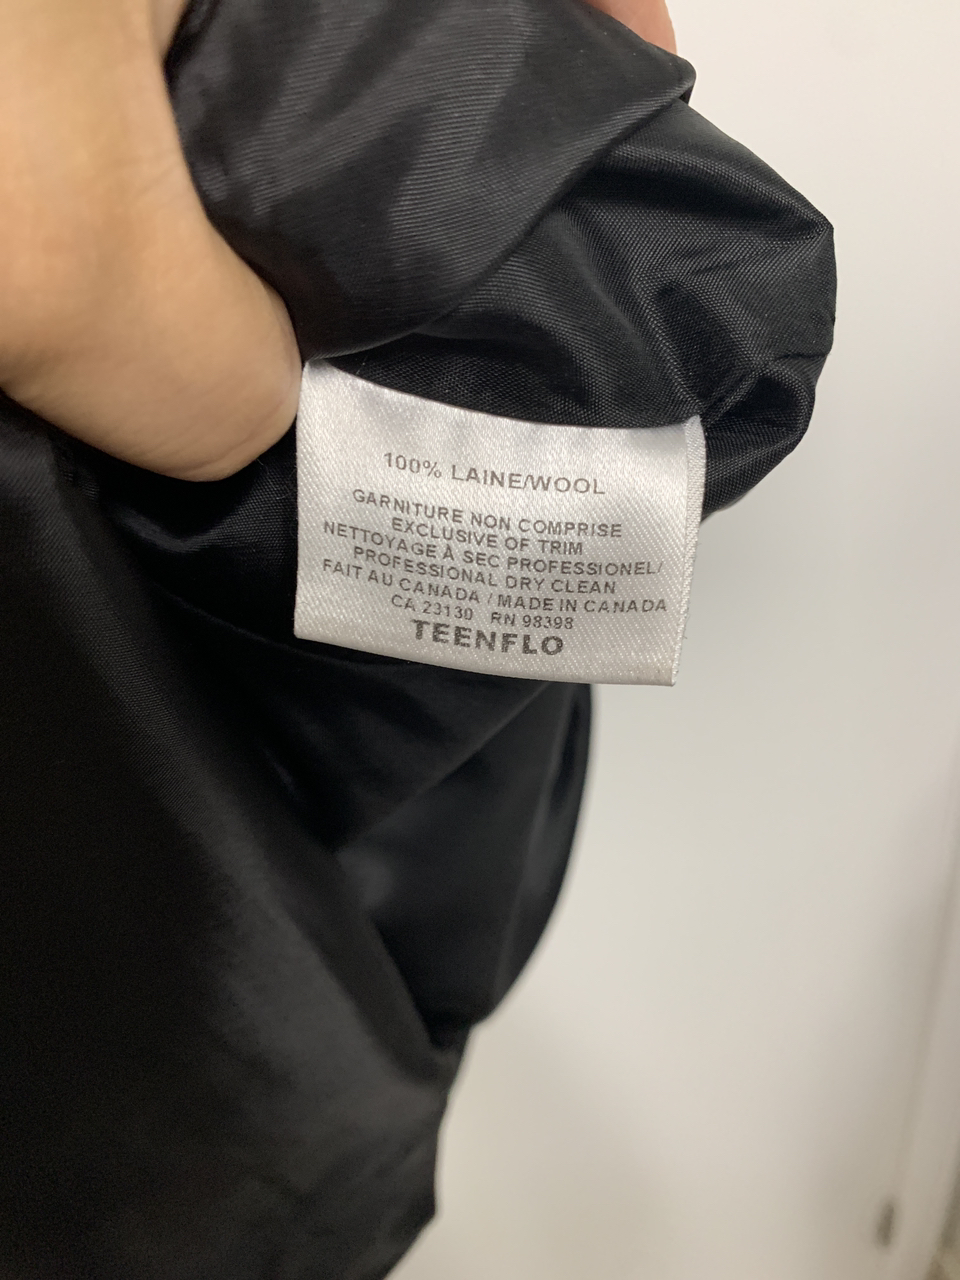 100% LAINE/WOOL
GARNITURE NON COMPRISE
EXCLUSIVE OF TRIM
NETTOYAGE À SEC PROFESSIONEL/
PROFESSIONAL DRY CLEAN
FAIT AU CANADA / MADE IN CANADA
CA 23130 RN 98398
TEENFLO